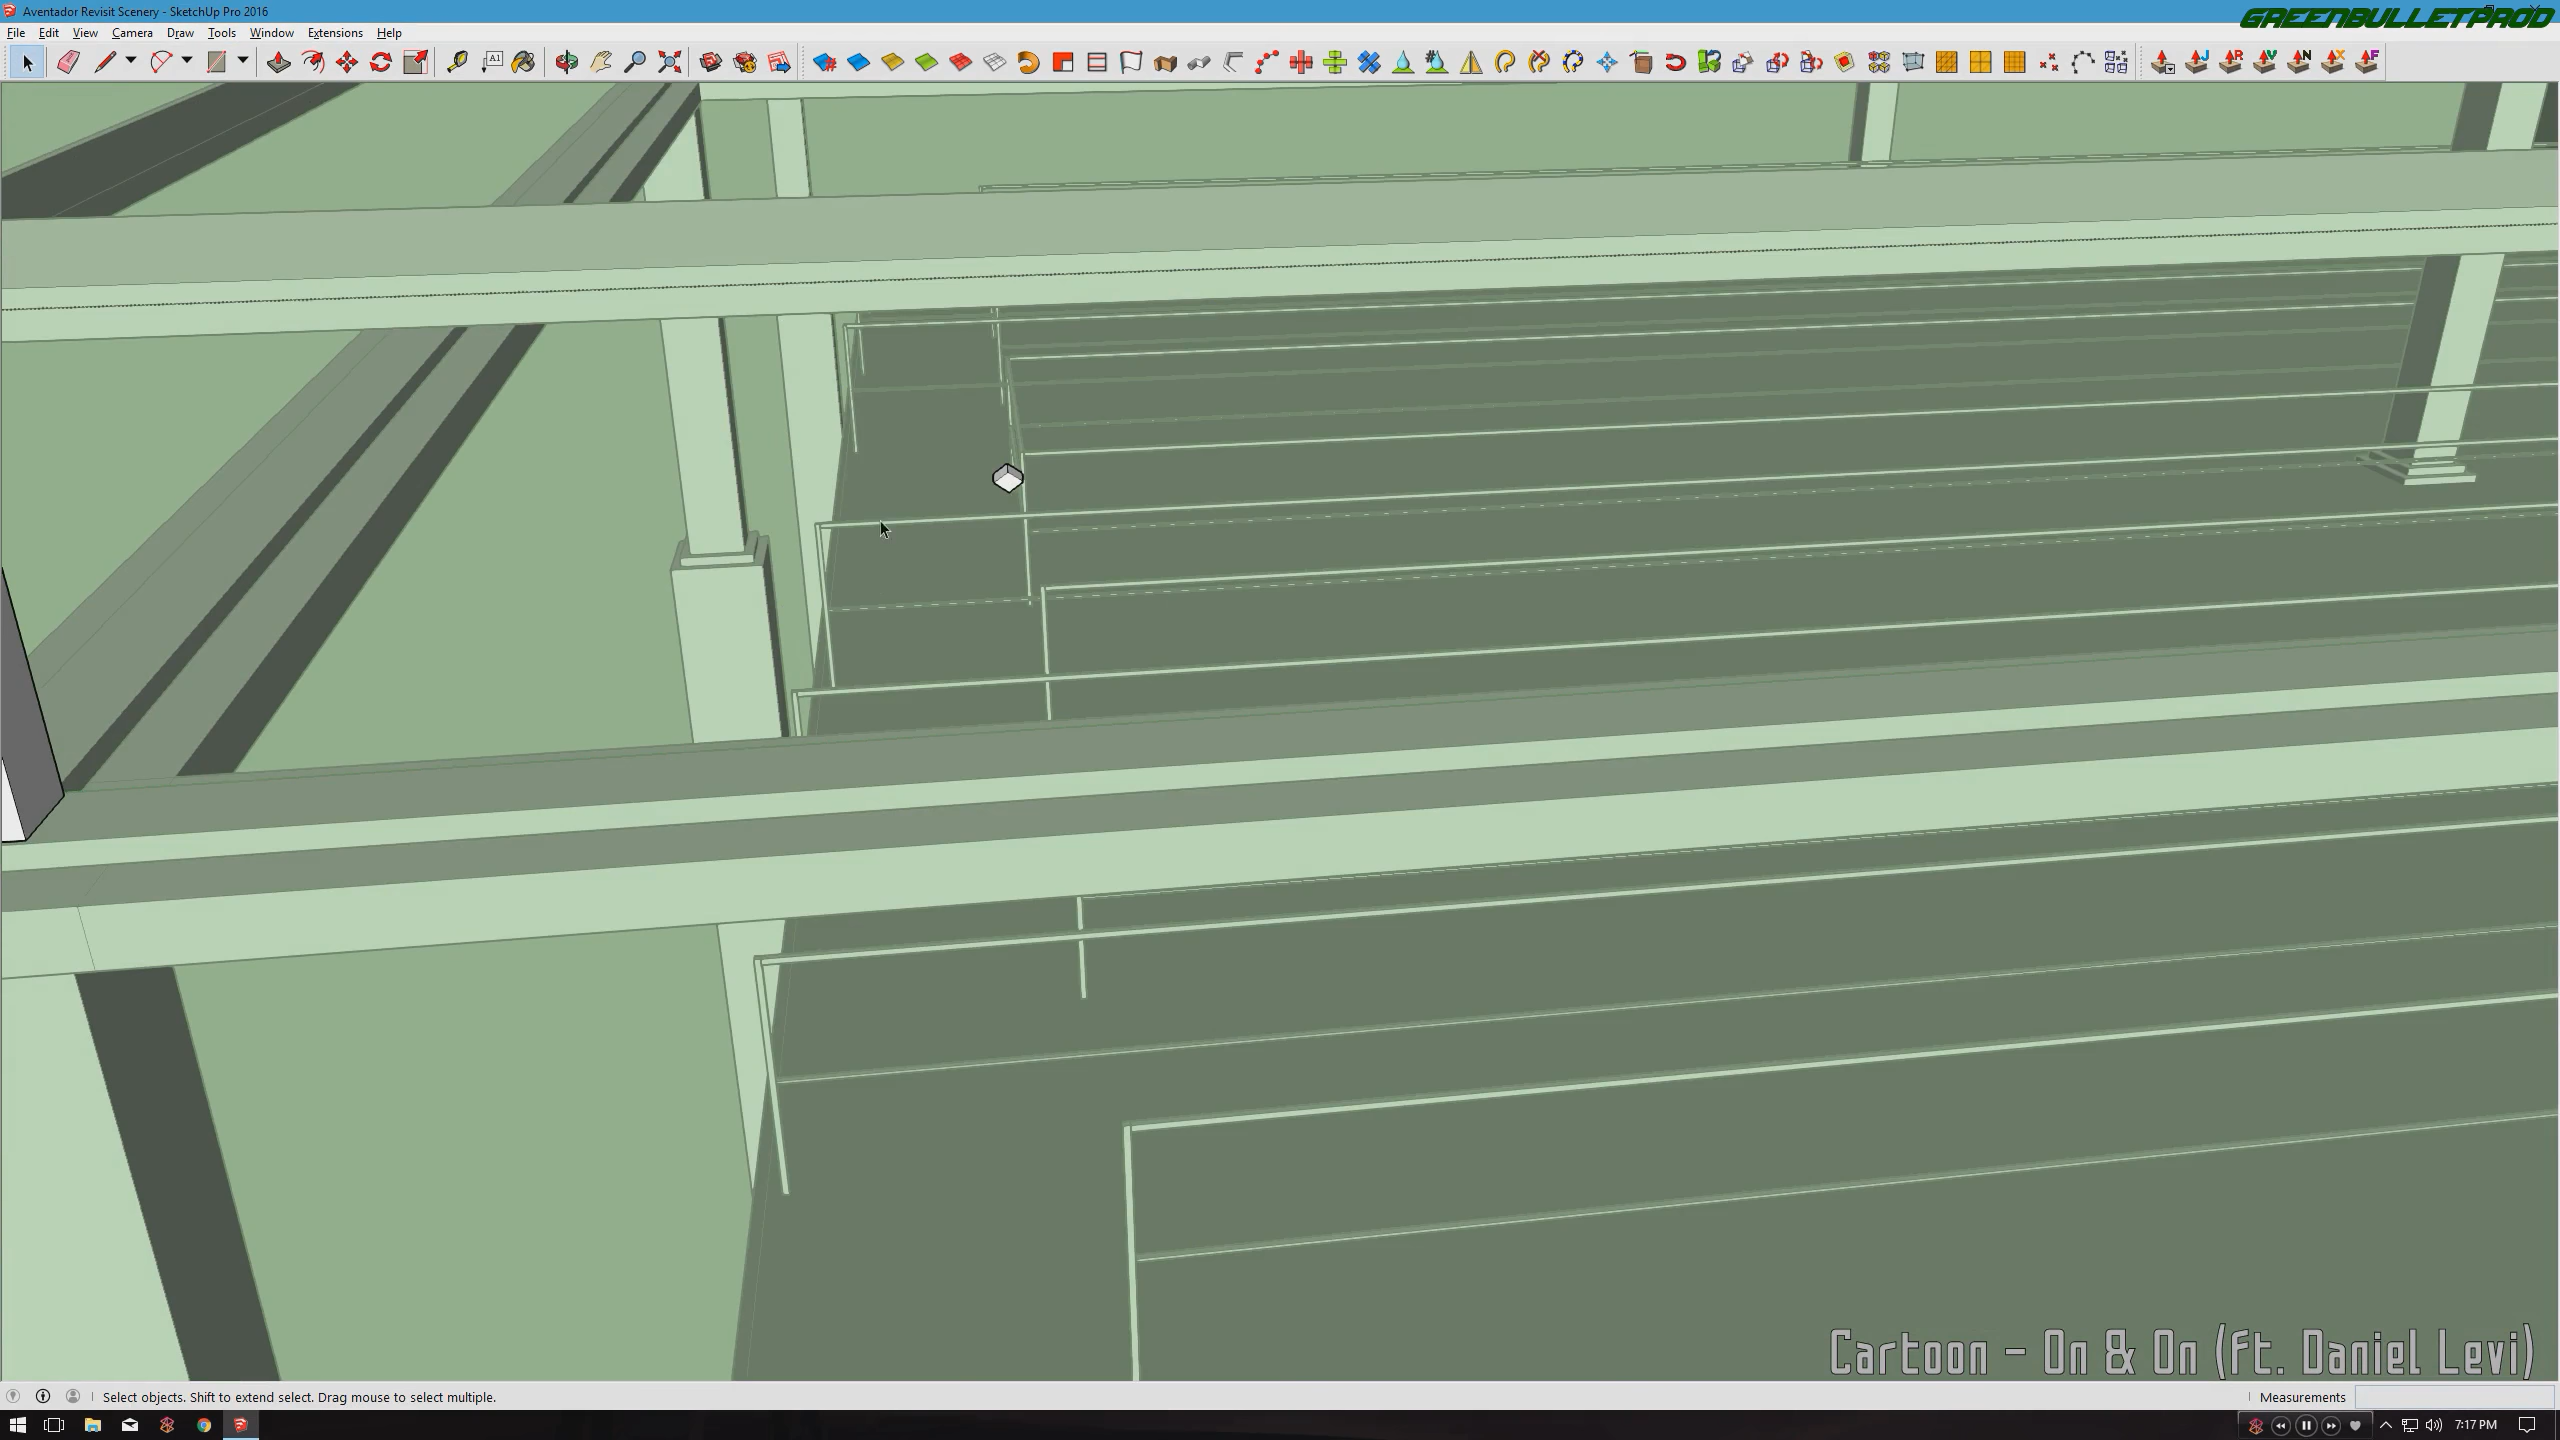 Aventador Revisit Scenery - SketchUp Pro 2016
GREENBULLETPROD
File Edit View Camera Draw Tools Window Extensions Help
A1
J R V N X F
Cartoon - On & On (Ft. Daniel Levi)
Select objects. Shift to extend select. Drag mouse to select multiple.
Measurements
7:17 PM